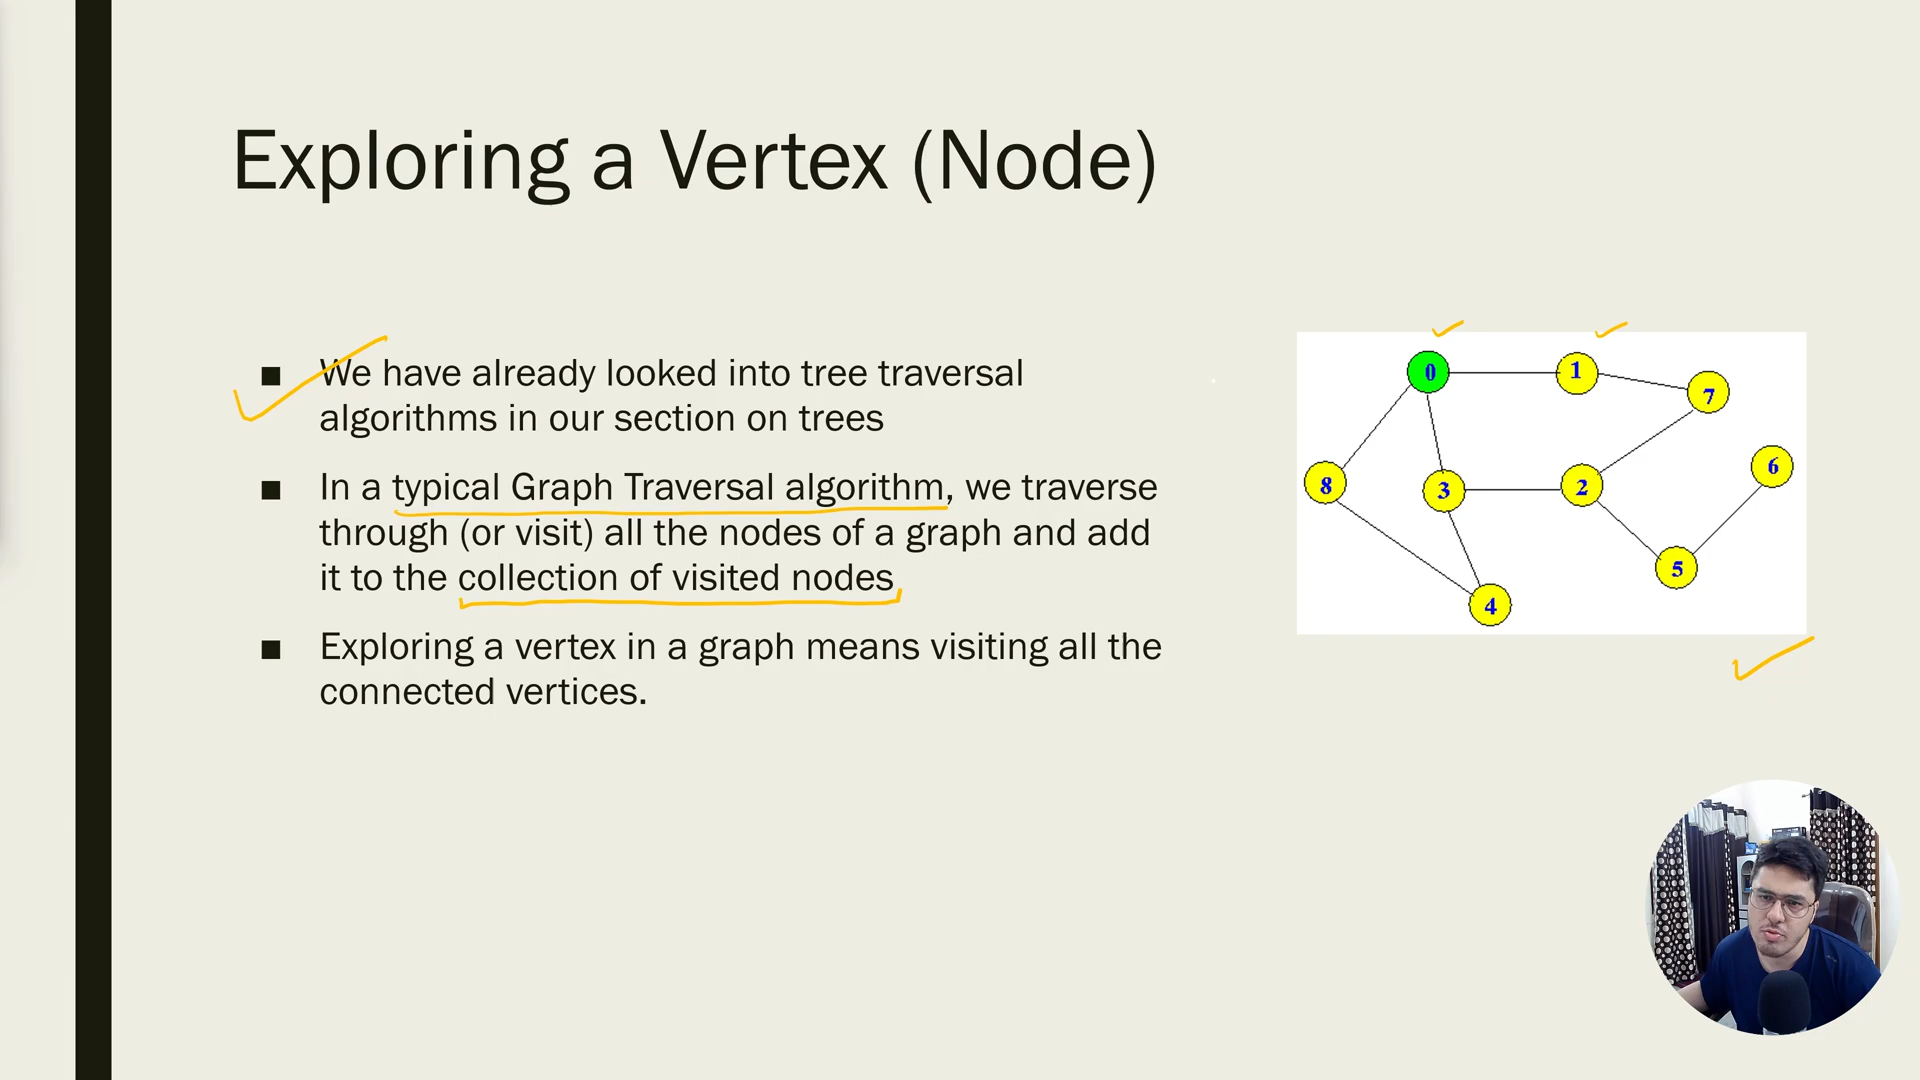 Exploring a Vertex (Node)
■ We have already looked into tree traversal
algorithms in our section on trees
■ In a typical Graph Traversal algorithm, we traverse
through (or visit) all the nodes of a graph and add
it to the collection of visited nodes
■ Exploring a vertex in a graph means visiting all the
connected vertices.
0
1
7
6
8
3
2
5
4